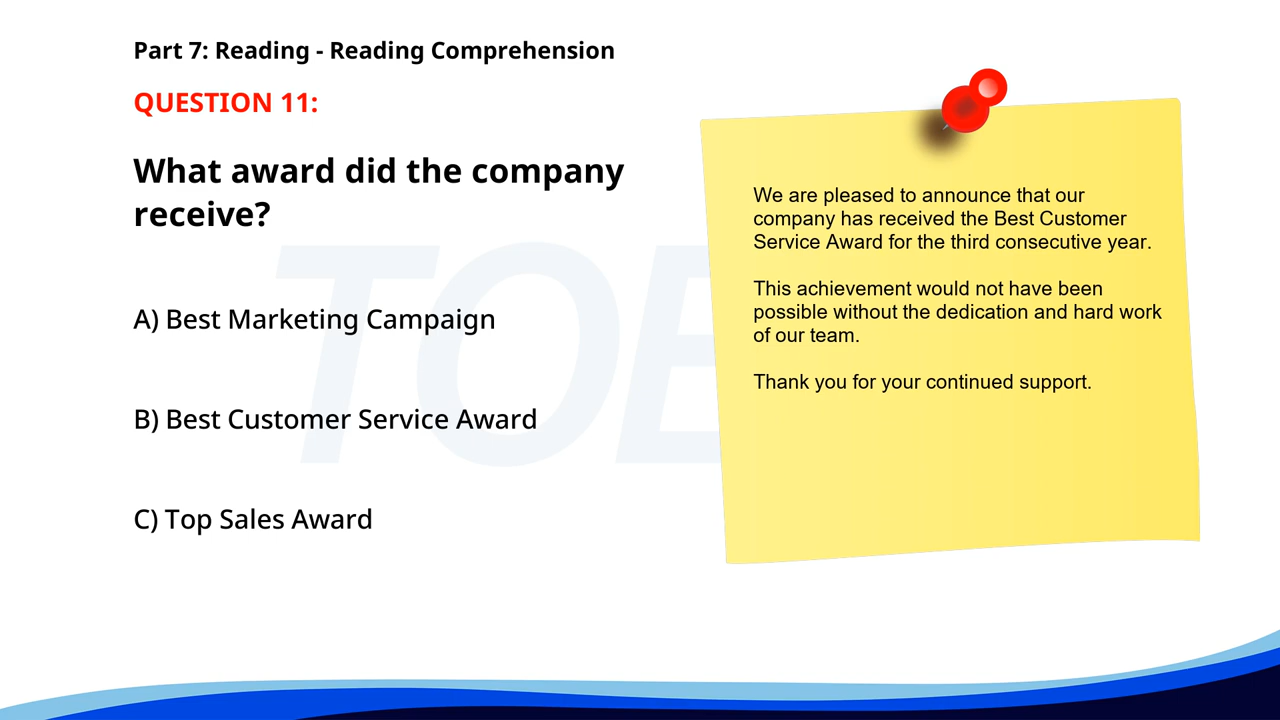 Part 7: Reading - Reading Comprehension
QUESTION 11:
What award did the company
receive?
A) Best Marketing Campaign
B) Best Customer Service Award
C) Top Sales Award
We are pleased to announce that our
company has received the Best Customer
Service Award for the third consecutive year.
This achievement would not have been
possible without the dedication and hard work
of our team.
Thank you for your continued support.